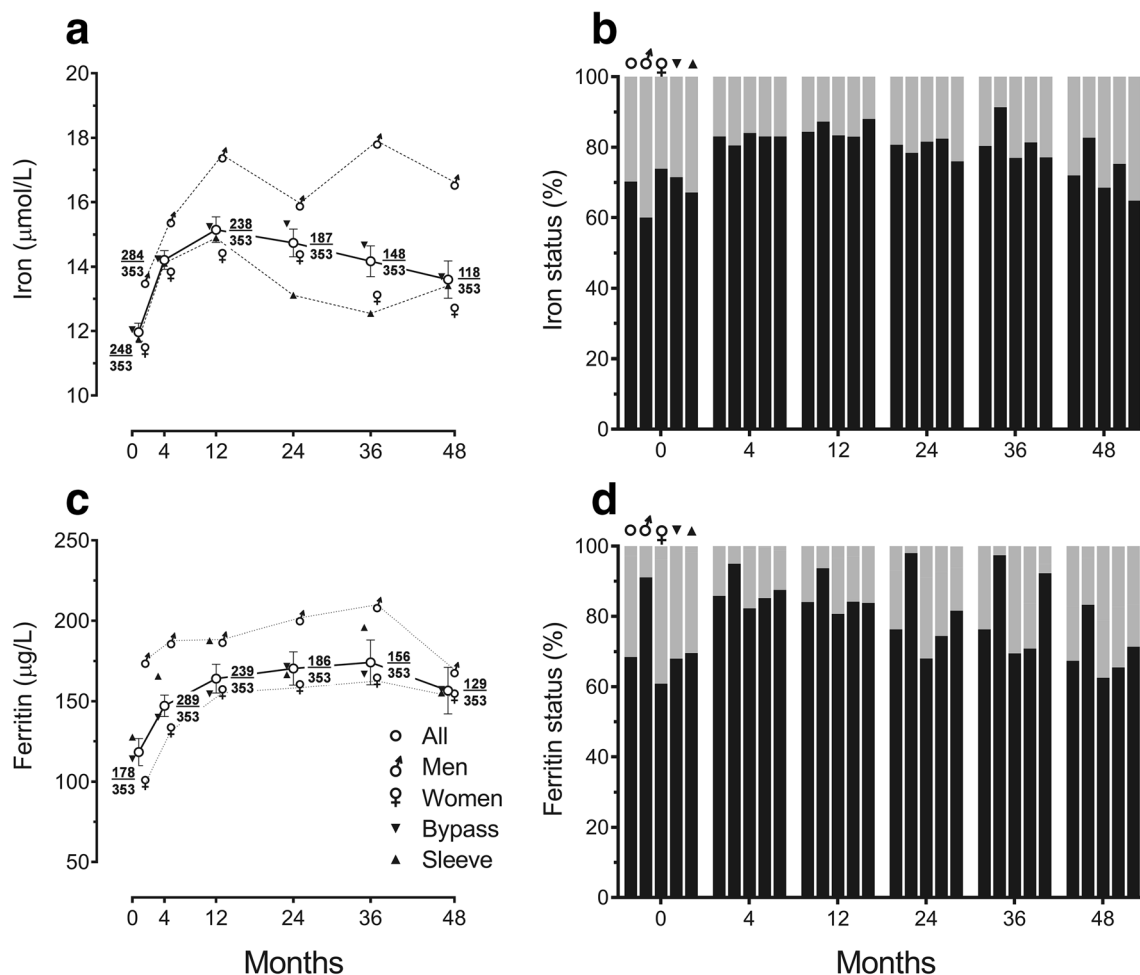 a
20
18
16
14
12
10
Iron (μmol/L)
248
353
284
353
238
353
187
353
148
353
118
353
0 4 12 24 36 48
b
100
80
60
40
20
0
Iron status (%)
0 4 12 24 36 48
c
250
200
150
100
50
Ferritin (μg/L)
178
353
289
353
239
353
186
353
156
353
129
353
All
Men
Women
Bypass
Sleeve
0 4 12 24 36 48
Months
d
100
80
60
40
20
0
Ferritin status (%)
0 4 12 24 36 48
Months